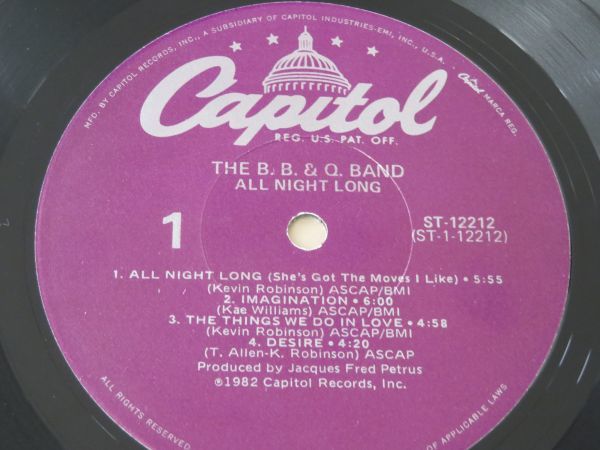 MFD. BY CAPITOL RECORDS, INC., A SUBSIDIARY OF CAPITOL INDUSTRIES-EMI, INC., U.S.A.
Capitol MARCA REG.
Capitol
REG. U.S. PAT. OFF.
THE B. B. & Q. BAND
ALL NIGHT LONG
1
ST-12212
(ST-1-12212)
1. ALL NIGHT LONG (She's Got The Moves I Like) • 5:55
(Kevin Robinson) ASCAP/BMI
2. IMAGINATION • 6:00
(Kae Williams) ASCAP/BMI
3. THE THINGS WE DO IN LOVE • 4:58
(Kevin Robinson) ASCAP/BMI
4. DESIRE • 4:20
(T. Allen-K. Robinson) ASCAP
Produced by Jacques Fred Petrus
©1982 Capitol Records, Inc.
ALL RIGHTS RESERVED
OF APPLICABLE LAWS